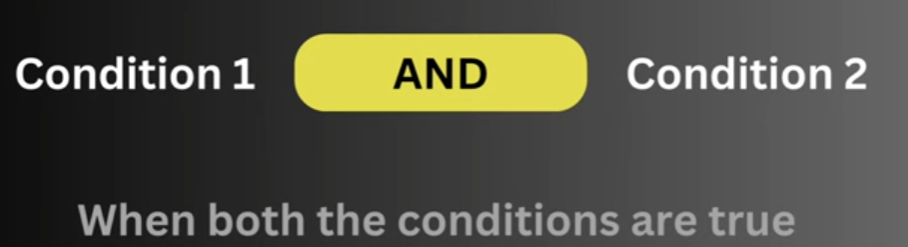 Condition 1 AND Condition 2
When both the conditions are true